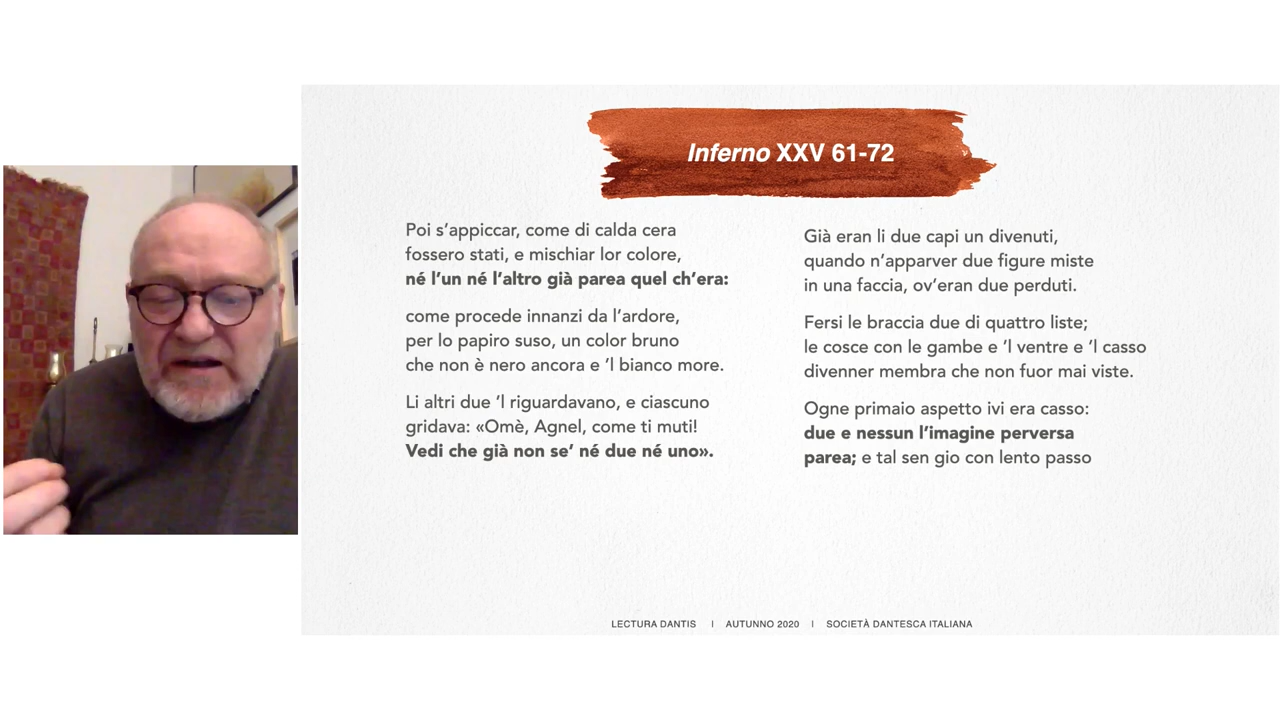 Inferno XXV 61-72
Poi s’appiccar, come di calda cera
fossero stati, e mischiar lor colore,
né l’un né l’altro già parea quel ch’era:
come procede innanzi da l’ardore,
per lo papiro suso, un color bruno
che non è nero ancora e ‘l bianco more.
Li altri due ‘l riguardavano, e ciascuno
gridava: «Omè, Agnel, come ti muti!
Vedi che già non se’ né due né uno».
Già eran li due capi un divenuti,
quando n’apparver due figure miste
in una faccia, ov’eran due perduti.
Fersi le braccia due di quattro liste;
le cosce con le gambe e ‘l ventre e ‘l casso
divenner membra che non fuor mai viste.
Ogne primaio aspetto ivi era casso:
due e nessun l’imagine perversa
parea; e tal sen gio con lento passo
LECTURA DANTIS | AUTUNNO 2020 | SOCIETÀ DANTESCA ITALIANA